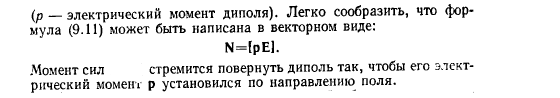 (p — электрический момент диполя). Легко сообразить, что фор-
мула (9.11) может быть написана в векторном виде:
N=[pE].
Момент сил стремится повернуть диполь так, чтобы его элект-
рический момент p установился по направлению поля.